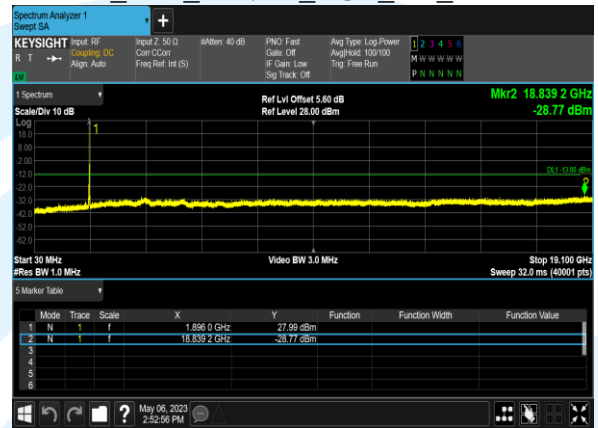 Spectrum Analyzer 1
Swept SA
+
KEYSIGHT Input: RF Input Z: 50 Ω #Atten: 40 dB PNO: Fast Avg Type: Log-Power 1 2 3 4 5 6
R T Coupling: DC Corr CCorr Gate: Off Avg|Hold: 100/100 M W W W W W
Align: Auto Freq Ref: Int (S) IF Gain: Low Trig: Free Run
Sig Track: Off P N N N N N
1 Spectrum Ref Lvl Offset 5.60 dB Mkr2 18.839 2 GHz
Scale/Div 10 dB Ref Level 28.00 dBm -28.77 dBm
Log
1
18.0
8.00
-2.00
DL1 -13.00 dBm
-12.0
2
-22.0
-32.0
-42.0
-52.0
-62.0
Start 30 MHz Video BW 3.0 MHz Stop 19.100 GHz
#Res BW 1.0 MHz Sweep 32.0 ms (40001 pts)
5 Marker Table
Mode Trace Scale X Y Function Function Width Function Value
1 N 1 f 1.896 0 GHz 27.99 dBm
2 N 1 f 18.839 2 GHz -28.77 dBm
3
4
5
6
? May 06, 2023
2:52:56 PM